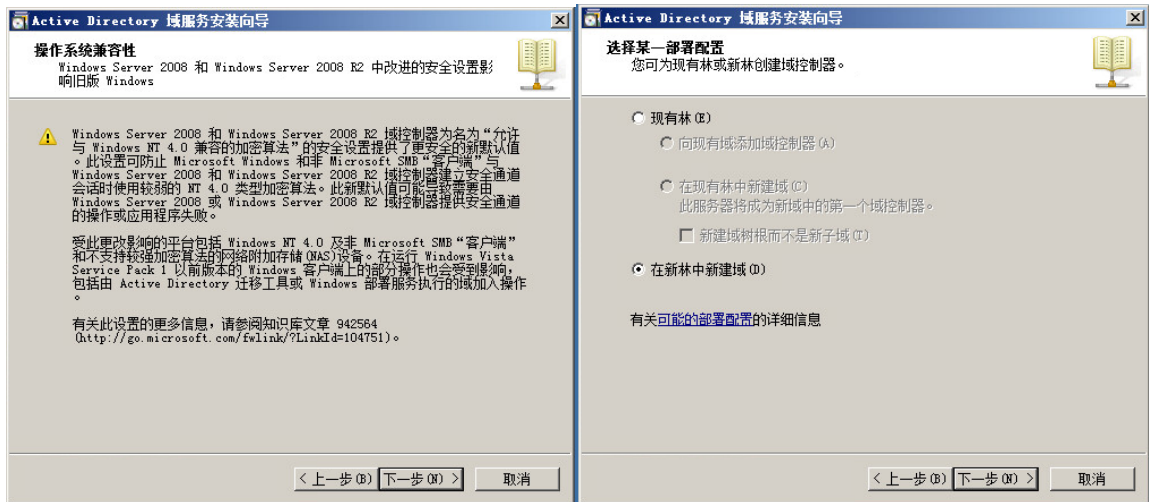 Active Directory 域服务安装向导
操作系统兼容性
Windows Server 2008 和 Windows Server 2008 R2 中改进的安全设置影
响旧版 Windows
Windows Server 2008 和 Windows Server 2008 R2 域控制器为名为“允许
与 Windows NT 4.0 兼容的加密算法”的安全设置提供了更安全的新默认值
。此设置可防止 Microsoft Windows 和非 Microsoft SMB“客户端”与
Windows Server 2008 和 Windows Server 2008 R2 域控制器建立安全通道
会话时使用较弱的 NT 4.0 类型加密算法。此新默认值可能导致需要由
Windows Server 2008 或 Windows Server 2008 R2 域控制器提供安全通道
的操作或应用程序失败。
受此更改影响的平台包括 Windows NT 4.0 及非 Microsoft SMB“客户端”
和不支持较强加密算法的网络附加存储(NAS)设备。在运行 Windows Vista
Service Pack 1 以前版本的 Windows 客户端上的部分操作也会受到影响，
包括由 Active Directory 迁移工具或 Windows 部署服务执行的域加入操作
。
有关此设置的更多信息，请参阅知识库文章 942564
(http://go.microsoft.com/fwlink/?LinkId=104751)。
< 上一步(B) 下一步(N) > 取消
Active Directory 域服务安装向导
选择某一部署配置
您可为现有林或新林创建域控制器。
现有林(E)
向现有域添加域控制器(A)
在现有林中新建域(C)
此服务器将成为新域中的第一个域控制器。
新建域树根而不是新子域(T)
在新林中新建域(D)
有关可能的部署配置的详细信息
< 上一步(B) 下一步(N) > 取消